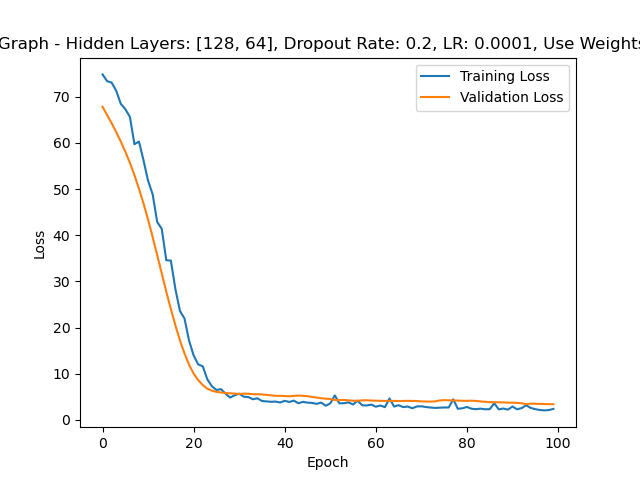 Graph - Hidden Layers: [128, 64], Dropout Rate: 0.2, LR: 0.0001, Use Weights
Training Loss
Validation Loss
Loss
70
60
50
40
30
20
10
0
0 20 40 60 80 100
Epoch